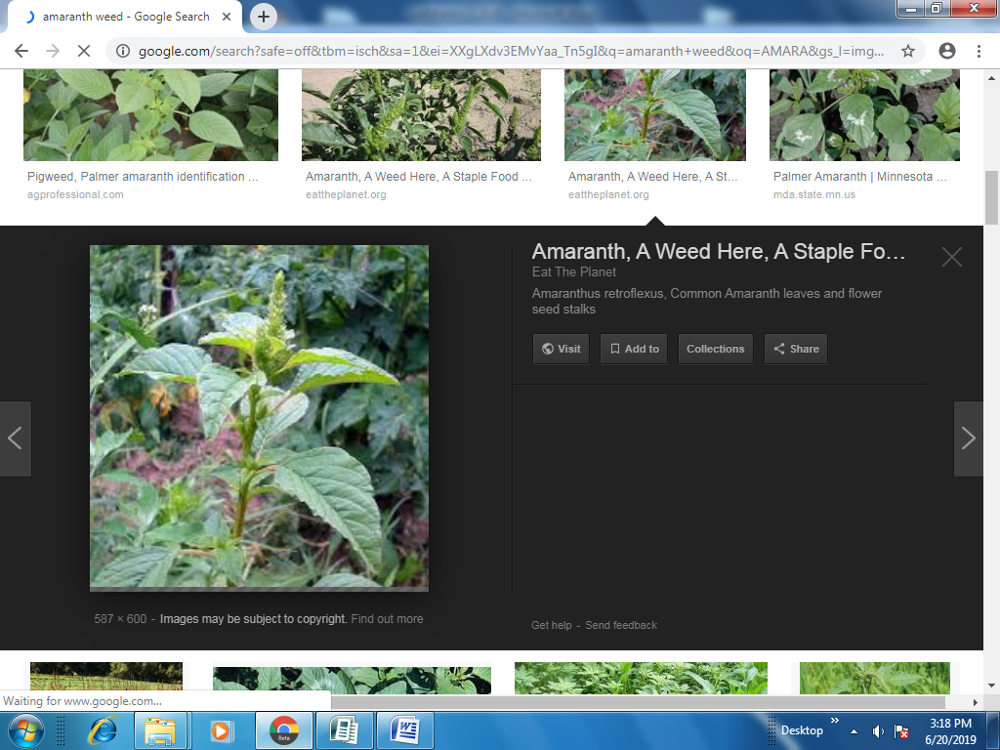 amaranth weed - Google Search
google.com/search?safe=off&tbm=isch&sa=1&ei=XXgLXdv3EMvYaa_Tn5gI&q=amaranth+weed&oq=AMARA&gs_l=img...
Pigweed, Palmer amaranth identification ...
agprofessional.com
Amaranth, A Weed Here, A Staple Food ...
eattheplanet.org
Amaranth, A Weed Here, A St...
eattheplanet.org
Palmer Amaranth | Minnesota ...
mda.state.mn.us
Amaranth, A Weed Here, A Staple Fo...
Eat The Planet
Amaranthus retroflexus, Common Amaranth leaves and flower
seed stalks
Visit
Add to
Collections
Share
587 × 600 - Images may be subject to copyright. Find out more
Get help - Send feedback
Waiting for www.google.com...
Beta
Desktop
3:18 PM
6/20/2019